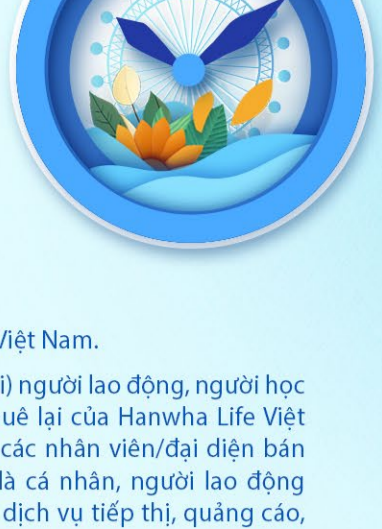 Việt Nam.
i) người lao động, người học
uê lại của Hanwha Life Việt
các nhân viên/đại diện bán
là cá nhân, người lao động
dịch vụ tiếp thị, quảng cáo,